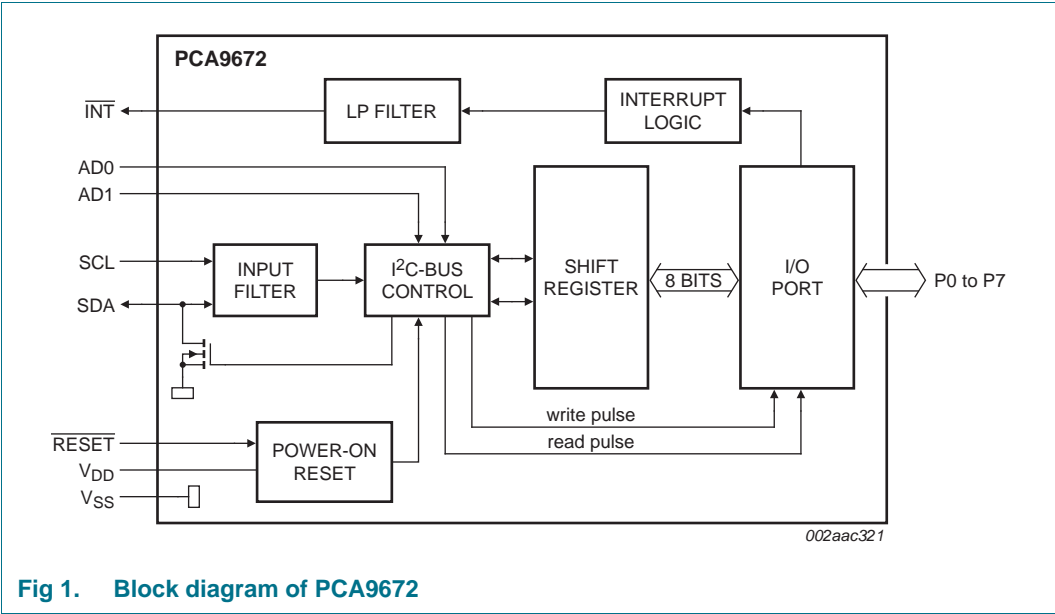 PCA9672
INT
LP FILTER
INTERRUPT
LOGIC
AD0
AD1
SCL
SDA
INPUT
FILTER
I²C-BUS
CONTROL
SHIFT
REGISTER
8 BITS
I/O
PORT
P0 to P7
write pulse
read pulse
RESET
VDD
VSS
POWER-ON
RESET
002aac321
Fig 1. Block diagram of PCA9672